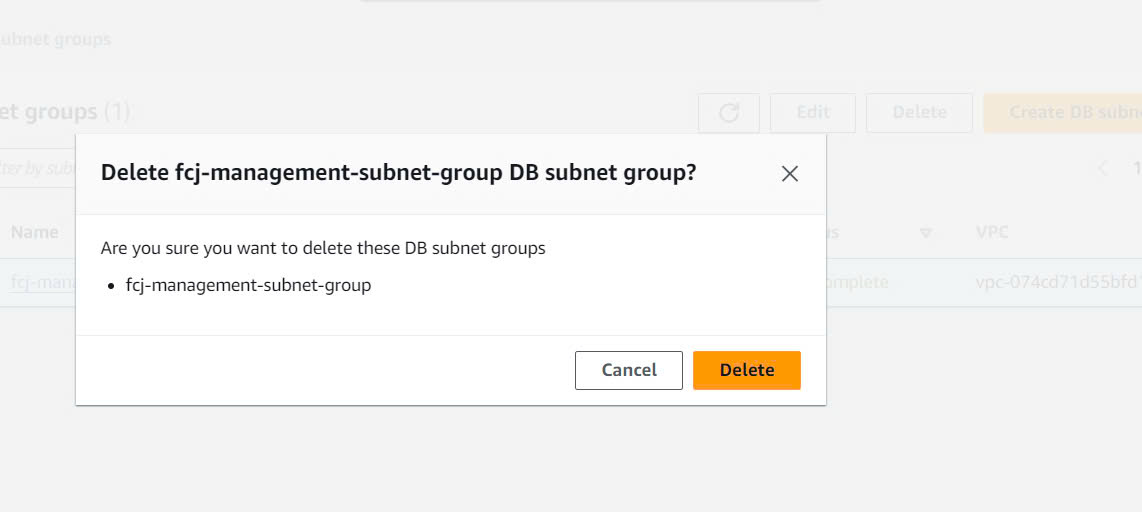 ubnet groups
et groups (1)
Edit
Delete
Create DB subn
ter by sub
1
Delete fcj-management-subnet-group DB subnet group?
Are you sure you want to delete these DB subnet groups
• fcj-management-subnet-group
Name
us
VPC
fcj-mana
omplete
vpc-074cd71d55bfd1
Cancel
Delete